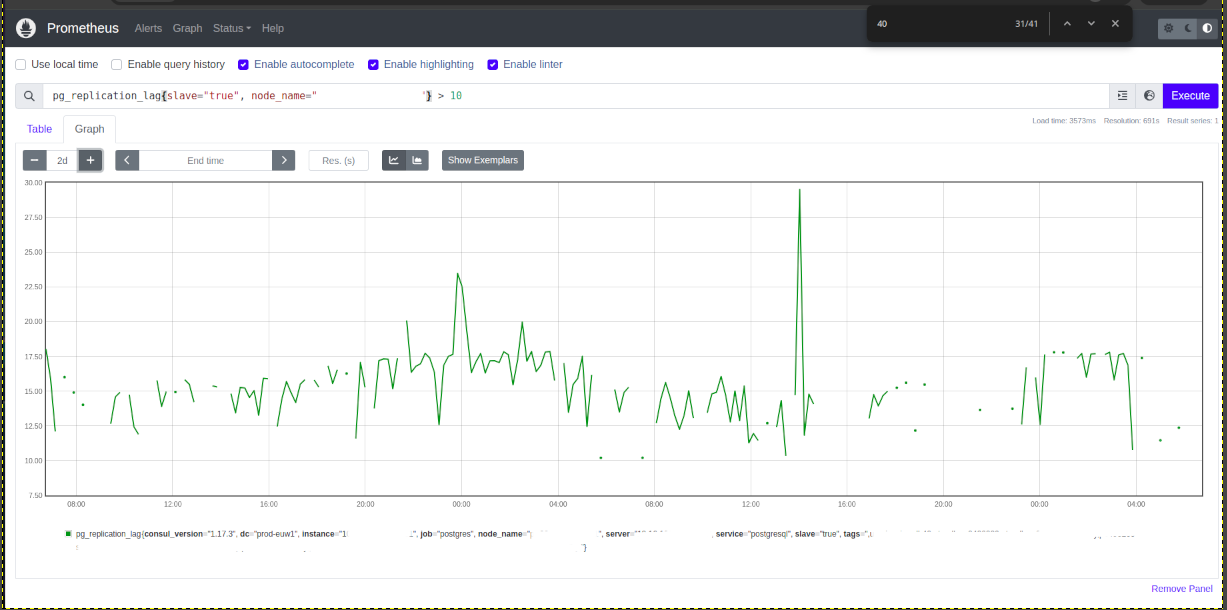 40 31/41
Prometheus Alerts Graph Status Help
Use local time Enable query history Enable autocomplete Enable highlighting Enable linter
pg_replication_lag{slave="true", node_name=" "} > 10 Execute
Load time: 3573ms Resolution: 691s Result series: 1
Table Graph
2d End time Res. (s) Show Exemplars
30.00
27.50
25.00
22.50
20.00
17.50
15.00
12.50
10.00
7.50
08:00 12:00 16:00 20:00 00:00 04:00 08:00 12:00 16:00 20:00 00:00 04:00
pg_replication_lag{consul_version="1.17.3", dc="prod-euw1", instance="1 ", job="postgres", node_name=" ", server=" ", service="postgresql", slave="true", tags=",
"}
Remove Panel